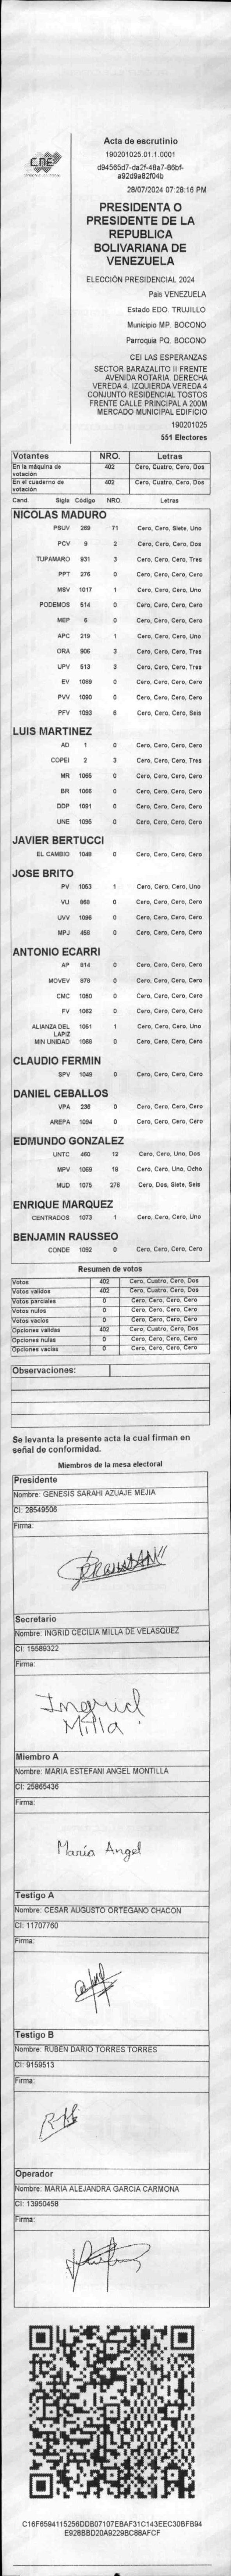 CNE
Acta de escrutinio
190201025.01.1.0001
d94565d7-da2f-48a7-86bf-
a92d9a82f04b
28/07/2024 07:28:16 PM
PRESIDENTA O
PRESIDENTE DE LA
REPUBLICA
BOLIVARIANA DE
VENEZUELA
ELECCIÓN PRESIDENCIAL 2024
Pais VENEZUELA
Estado EDO. TRUJILLO
Municipio MP. BOCONO
Parroquia PQ. BOCONO
CEI LAS ESPERANZAS
SECTOR BARAZALITO II FRENTE
AVENIDA ROTARIA. DERECHA
VEREDA 4. IZQUIERDA VEREDA 4
CONJUNTO RESIDENCIAL TOSTOS
FRENTE CALLE PRINCIPAL A 200M
MERCADO MUNICIPAL EDIFICIO
190201025
551 Electores
Votantes NRO. Letras
En la máquina de votación 402 Cero, Cuatro, Cero, Dos
En el cuaderno de votación 402 Cero, Cuatro, Cero, Dos
Cand. Sigla Código NRO. Letras
NICOLAS MADURO
PSUV 269 71 Cero, Cero, Siete, Uno
PCV 9 2 Cero, Cero, Cero, Dos
TUPAMARO 931 3 Cero, Cero, Cero, Tres
PPT 276 0 Cero, Cero, Cero, Cero
MSV 1017 1 Cero, Cero, Cero, Uno
PODEMOS 514 0 Cero, Cero, Cero, Cero
MEP 6 0 Cero, Cero, Cero, Cero
APC 219 1 Cero, Cero, Cero, Uno
ORA 906 3 Cero, Cero, Cero, Tres
UPV 513 3 Cero, Cero, Cero, Tres
EV 1089 0 Cero, Cero, Cero, Cero
PVV 1090 0 Cero, Cero, Cero, Cero
PFV 1093 6 Cero, Cero, Cero, Seis
LUIS MARTINEZ
AD 1 0 Cero, Cero, Cero, Cero
COPEI 2 3 Cero, Cero, Cero, Tres
MR 1065 0 Cero, Cero, Cero, Cero
BR 1066 0 Cero, Cero, Cero, Cero
DDP 1091 0 Cero, Cero, Cero, Cero
UNE 1095 0 Cero, Cero, Cero, Cero
JAVIER BERTUCCI
EL CAMBIO 1048 0 Cero, Cero, Cero, Cero
JOSE BRITO
PV 1053 1 Cero, Cero, Cero, Uno
VU 868 0 Cero, Cero, Cero, Cero
UVV 1096 0 Cero, Cero, Cero, Cero
MPJ 458 0 Cero, Cero, Cero, Cero
ANTONIO ECARRI
AP 814 0 Cero, Cero, Cero, Cero
MOVEV 878 0 Cero, Cero, Cero, Cero
CMC 1050 0 Cero, Cero, Cero, Cero
FV 1062 0 Cero, Cero, Cero, Cero
ALIANZA DEL LAPIZ 1051 1 Cero, Cero, Cero, Uno
MIN UNIDAD 1069 0 Cero, Cero, Cero, Cero
CLAUDIO FERMIN
SPV 1049 0 Cero, Cero, Cero, Cero
DANIEL CEBALLOS
VPA 236 0 Cero, Cero, Cero, Cero
AREPA 1094 0 Cero, Cero, Cero, Cero
EDMUNDO GONZALEZ
UNTC 460 12 Cero, Cero, Uno, Dos
MPV 1069 18 Cero, Cero, Uno, Ocho
MUD 1075 276 Cero, Dos, Siete, Seis
ENRIQUE MARQUEZ
CENTRADOS 1073 1 Cero, Cero, Cero, Uno
BENJAMIN RAUSSEO
CONDE 1092 0 Cero, Cero, Cero, Cero
Resumen de votos
Votos 402 Cero, Cuatro, Cero, Dos
Votos validos 402 Cero, Cuatro, Cero, Dos
Votos parciales 0 Cero, Cero, Cero, Cero
Votos nulos 0 Cero, Cero, Cero, Cero
Votos vacios 0 Cero, Cero, Cero, Cero
Opciones validas 402 Cero, Cuatro, Cero, Dos
Opciones nulas 0 Cero, Cero, Cero, Cero
Opciones vacias 0 Cero, Cero, Cero, Cero
Observaciones:
Se levanta la presente acta la cual firman en
señal de conformidad.
Miembros de la mesa electoral
Presidente
Nombre: GENESIS SARAHI AZUAJE MEJIA
CI: 28549506
Firma:
Secretario
Nombre: INGRID CECILIA MILLA DE VELASQUEZ
CI: 15589322
Firma:
Ingrid
Milla
Miembro A
Nombre: MARIA ESTEFANI ANGEL MONTILLA
CI: 25865436
Firma:
María Angel
Testigo A
Nombre: CESAR AUGUSTO ORTEGANO CHACON
CI: 11707760
Firma:
Testigo B
Nombre: RUBEN DARIO TORRES TORRES
CI: 9159513
Firma:
Operador
Nombre: MARIA ALEJANDRA GARCIA CARMONA
CI: 13950458
Firma:
C16F6594115256DDB07107EBAF31C143EEC30BFB94
E928BBD20A9229BC88AFCF